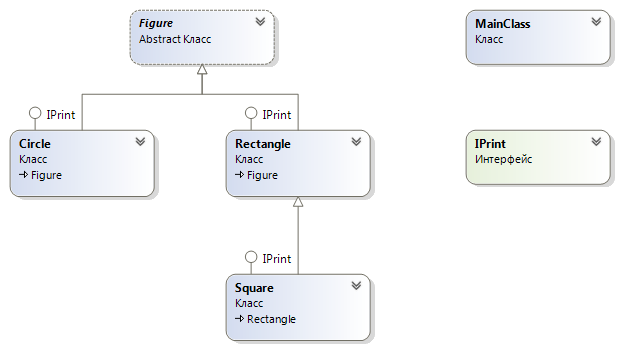 Figure
Abstract Класс
MainClass
Класс
IPrint
IPrint
Circle
Класс
Figure
Rectangle
Класс
Figure
IPrint
Интерфейс
IPrint
Square
Класс
Rectangle